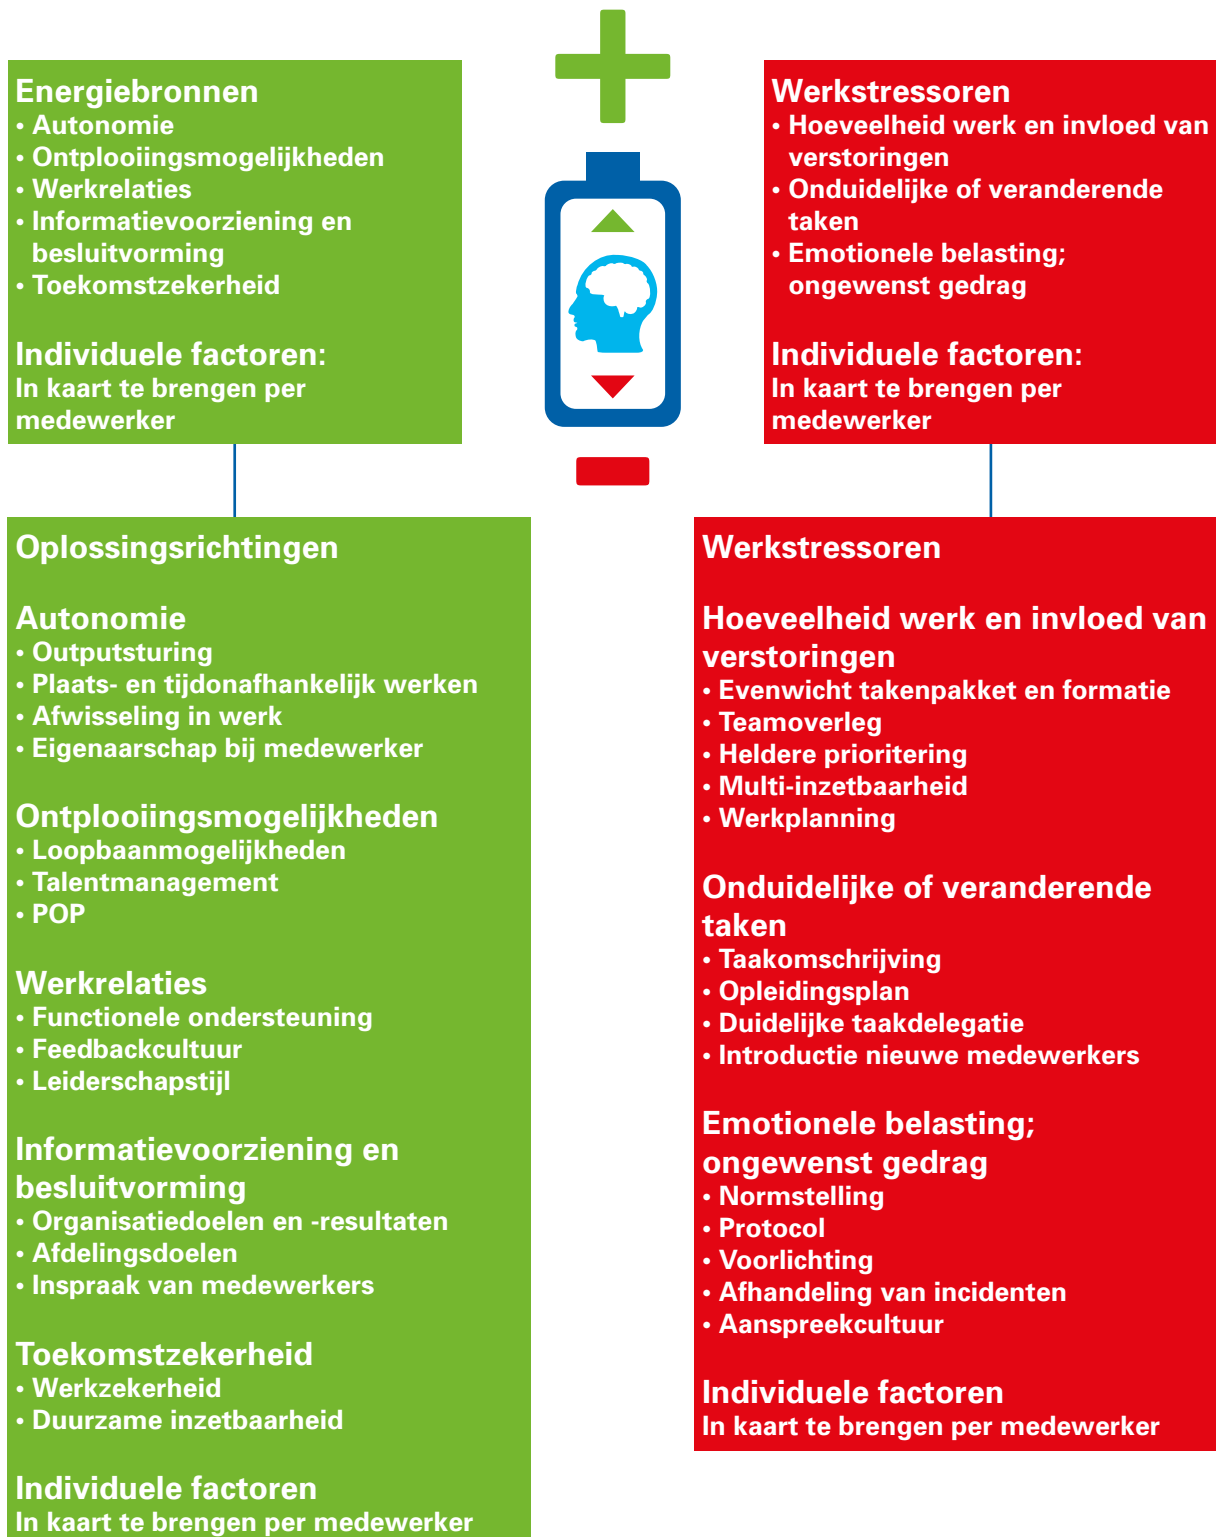 Energiebronnen
• Autonomie
• Ontplooiingsmogelijkheden
• Werkrelaties
• Informatievoorziening en
besluitvorming
• Toekomstzekerheid
Individuele factoren:
In kaart te brengen per
medewerker
Werkstressoren
• Hoeveelheid werk en invloed van
verstoringen
• Onduidelijke of veranderende
taken
• Emotionele belasting;
ongewenst gedrag
Individuele factoren:
In kaart te brengen per
medewerker
Oplossingsrichtingen
Autonomie
• Outputsturing
• Plaats- en tijdonafhankelijk werken
• Afwisseling in werk
• Eigenaarschap bij medewerker
Ontplooiingsmogelijkheden
• Loopbaanmogelijkheden
• Talentmanagement
• POP
Werkrelaties
• Functionele ondersteuning
• Feedbackcultuur
• Leiderschapstijl
Informatievoorziening en
besluitvorming
• Organisatiedoelen en -resultaten
• Afdelingsdoelen
• Inspraak van medewerkers
Toekomstzekerheid
• Werkzekerheid
• Duurzame inzetbaarheid
Individuele factoren
In kaart te brengen per medewerker
Werkstressoren
Hoeveelheid werk en invloed van
verstoringen
• Evenwicht takenpakket en formatie
• Teamoverleg
• Heldere prioritering
• Multi-inzetbaarheid
• Werkplanning
Onduidelijke of veranderende
taken
• Taakomschrijving
• Opleidingsplan
• Duidelijke taakdelegatie
• Introductie nieuwe medewerkers
Emotionele belasting;
ongewenst gedrag
• Normstelling
• Protocol
• Voorlichting
• Afhandeling van incidenten
• Aanspreekcultuur
Individuele factoren
In kaart te brengen per medewerker